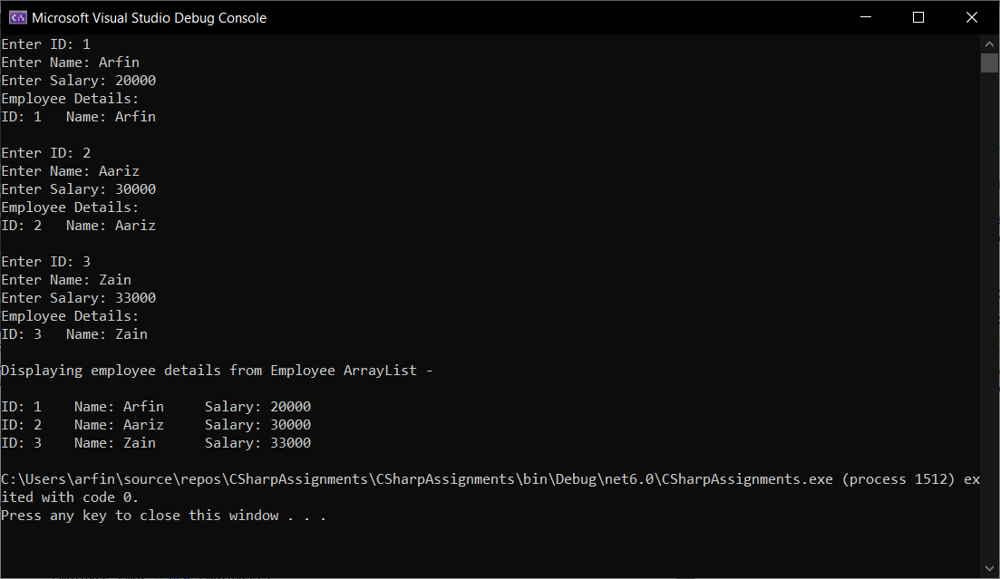 Microsoft Visual Studio Debug Console
Enter ID: 1
Enter Name: Arfin
Enter Salary: 20000
Employee Details:
ID: 1   Name: Arfin
Enter ID: 2
Enter Name: Aariz
Enter Salary: 30000
Employee Details:
ID: 2   Name: Aariz
Enter ID: 3
Enter Name: Zain
Enter Salary: 33000
Employee Details:
ID: 3   Name: Zain
Displaying employee details from Employee ArrayList -
ID: 1    Name: Arfin     Salary: 20000
ID: 2    Name: Aariz     Salary: 30000
ID: 3    Name: Zain      Salary: 33000
C:\Users\arfin\source\repos\CSharpAssignments\CSharpAssignments\bin\Debug\net6.0\CSharpAssignments.exe (process 1512) ex
ited with code 0.
Press any key to close this window . . .